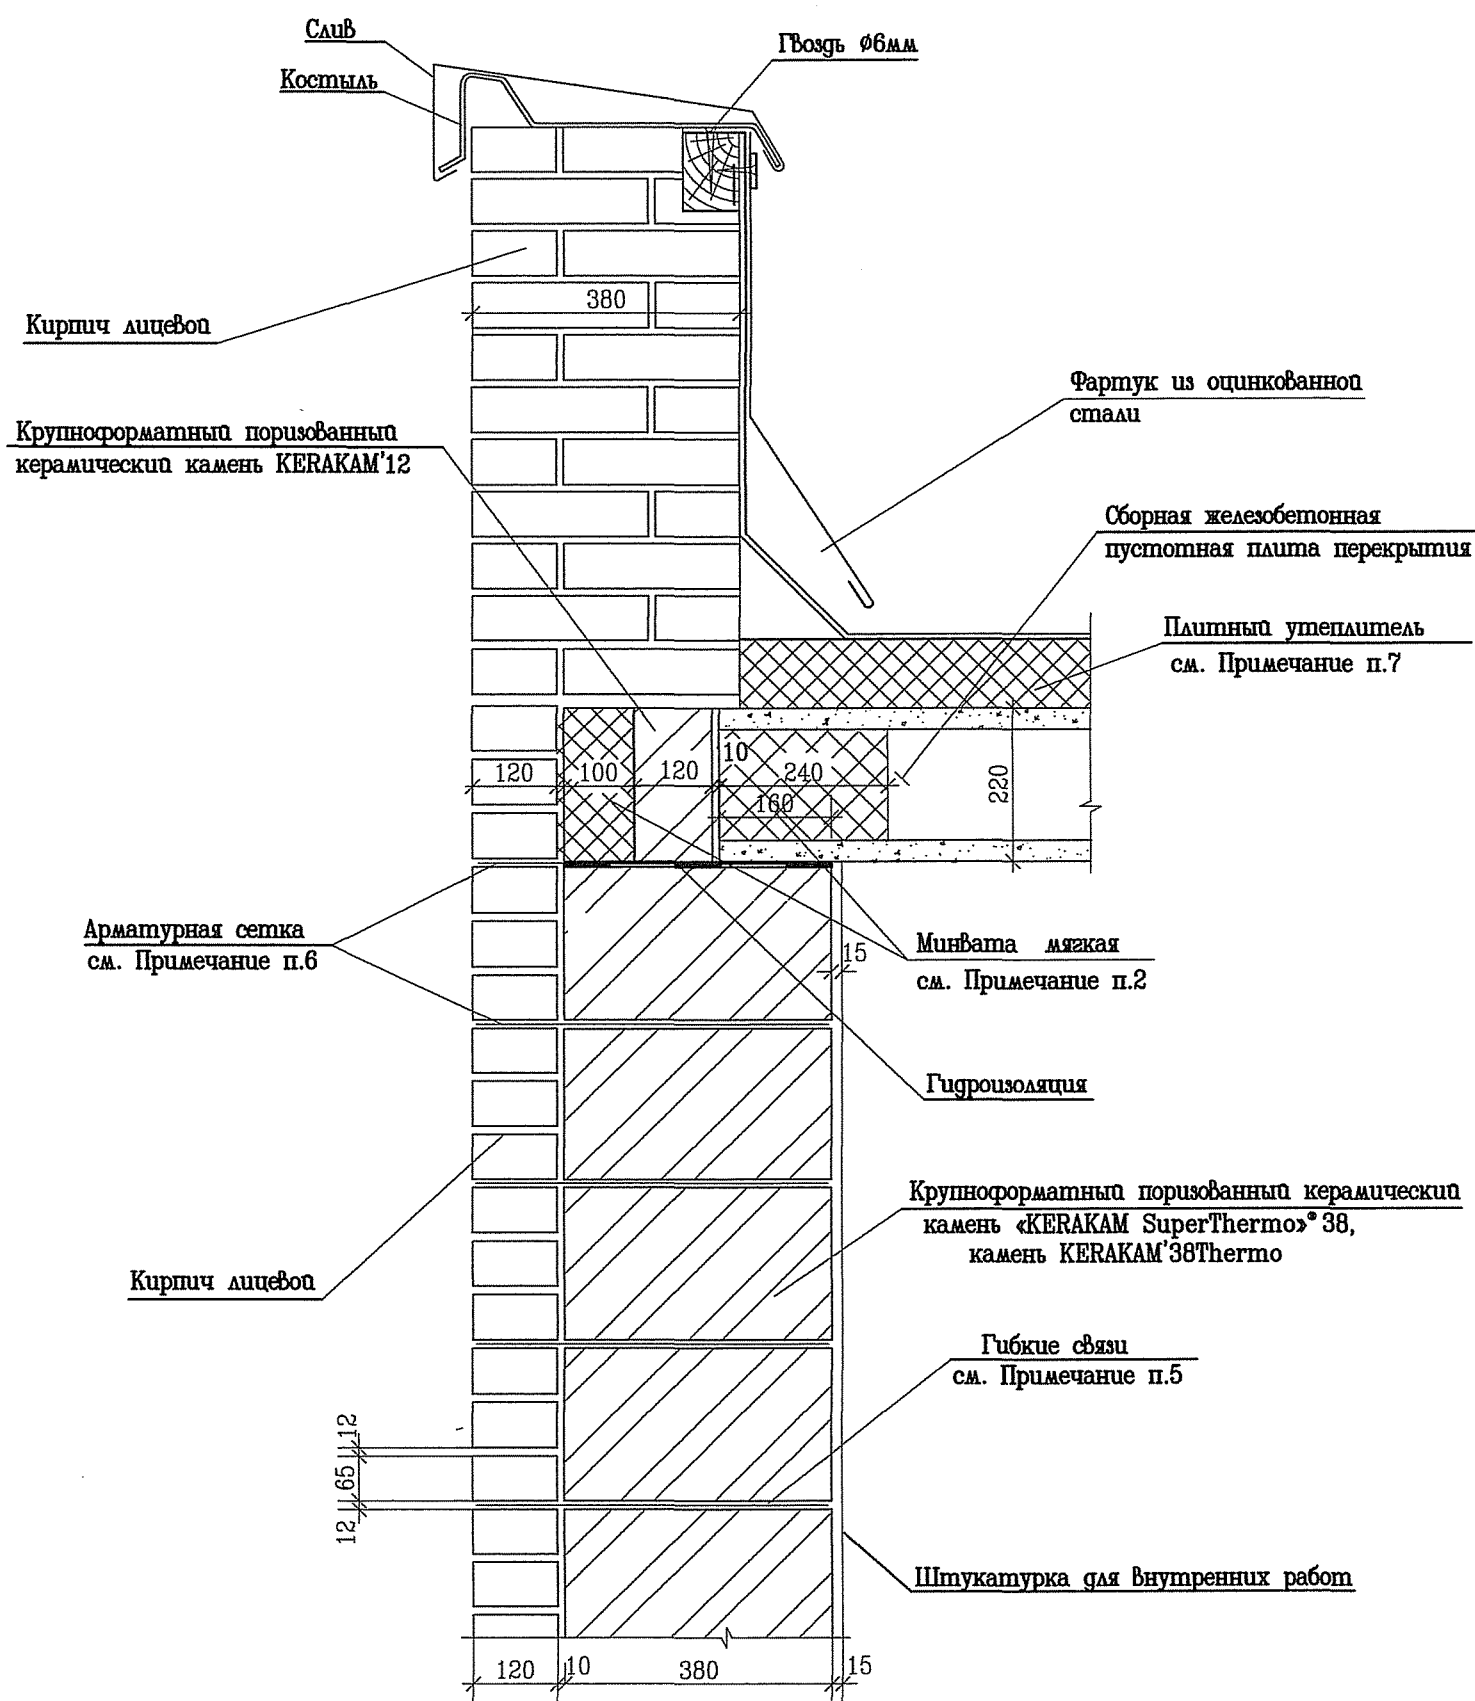 Слив
Гвоздь ϕ6мм
Костыль
380
Кирпич лицевой
Фартук из оцинкованной
стали
Крупноформатный поризованный
керамический камень KERAKAM'12
Сборная железобетонная
пустотная плита перекрытия
Плитный утеплитель
см. Примечание п.7
10
120
100
120
240
220
160
Арматурная сетка
см. Примечание п.6
Минвата мягкая
см. Примечание п.2
15
Гидроизоляция
Крупноформатный поризованный керамический
камень «KERAKAM SuperThermo»® 38,
камень KERAKAM'38Thermo
Кирпич лицевой
Гибкие связи
см. Примечание п.5
12
65
12
Штукатурка для внутренних работ
120
10
380
15